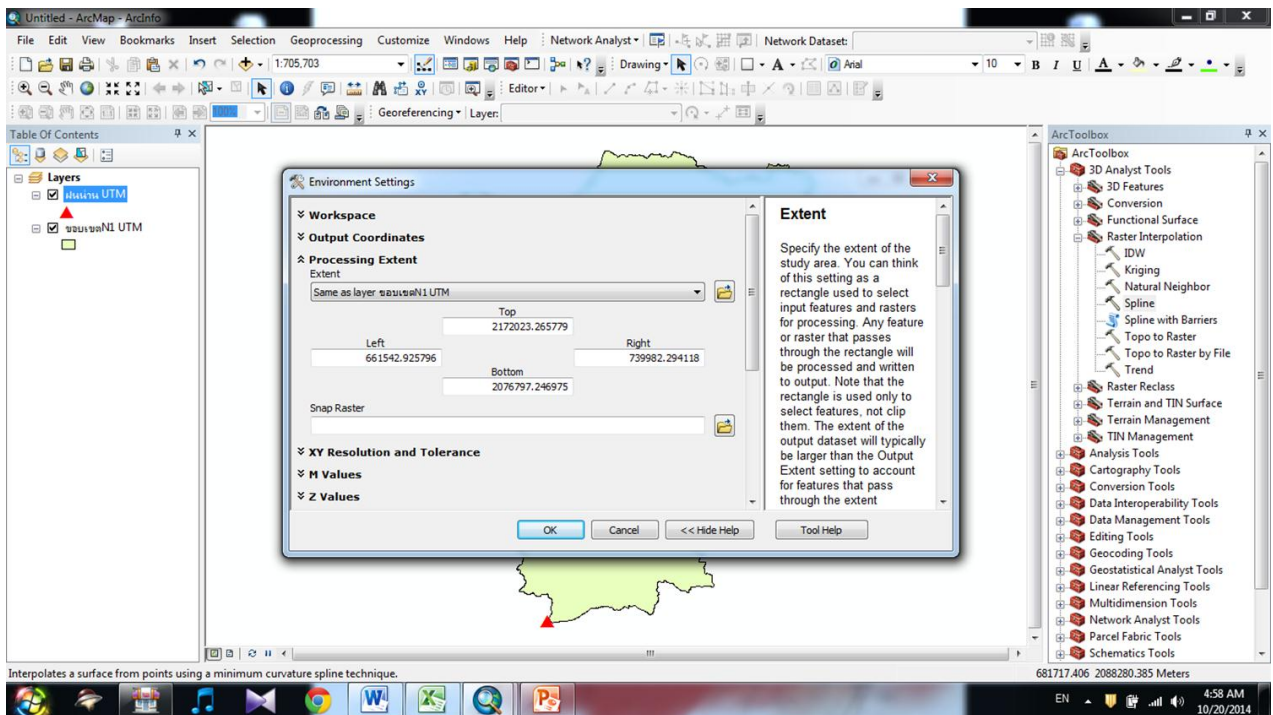 Untitled - ArcMap - ArcInfo
File Edit View Bookmarks Insert Selection Geoprocessing Customize Windows Help Network Analyst Network Dataset:
1:705,703 Drawing A Arial 10 B I U A
Editor
100% Georeferencing Layer:
Table Of Contents
Layers
ฝนน่าน UTM
ขอบเขตN1 UTM
Environment Settings
Workspace
Output Coordinates
Processing Extent
Extent
Same as layer ขอบเขตN1 UTM
Top
2172023.265779
Left Right
661542.925796 739982.294118
Bottom
2076797.246975
Snap Raster
XY Resolution and Tolerance
M Values
Z Values
Extent
Specify the extent of the
study area. You can think
of this setting as a
rectangle used to select
input features and rasters
for processing. Any feature
or raster that passes
through the rectangle will
be processed and written
to output. Note that the
rectangle is used only to
select features, not clip
them. The extent of the
output dataset will typically
be larger than the Output
Extent setting to account
for features that pass
through the extent
OK Cancel << Hide Help Tool Help
ArcToolbox
ArcToolbox
3D Analyst Tools
3D Features
Conversion
Functional Surface
Raster Interpolation
IDW
Kriging
Natural Neighbor
Spline
Spline with Barriers
Topo to Raster
Topo to Raster by File
Trend
Raster Reclass
Terrain and TIN Surface
Terrain Management
TIN Management
Analysis Tools
Cartography Tools
Conversion Tools
Data Interoperability Tools
Data Management Tools
Editing Tools
Geocoding Tools
Geostatistical Analyst Tools
Linear Referencing Tools
Multidimension Tools
Network Analyst Tools
Parcel Fabric Tools
Schematics Tools
Interpolates a surface from points using a minimum curvature spline technique.
681717.406 2088280.385 Meters
EN 4:58 AM
10/20/2014